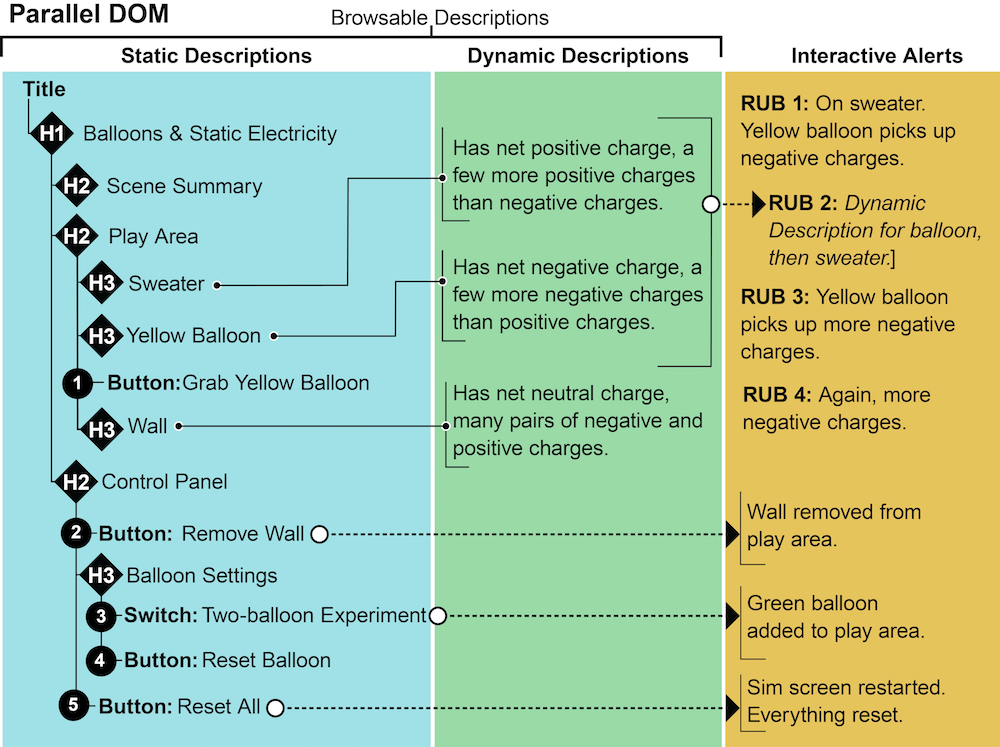 Parallel DOM
Browsable Descriptions
Static Descriptions
Dynamic Descriptions
Interactive Alerts
Title
H1 Balloons & Static Electricity
H2 Scene Summary
H2 Play Area
H3 Sweater
H3 Yellow Balloon
1 Button: Grab Yellow Balloon
H3 Wall
H2 Control Panel
2 Button: Remove Wall
H3 Balloon Settings
3 Switch: Two-balloon Experiment
4 Button: Reset Balloon
5 Button: Reset All
Has net positive charge, a
few more positive charges
than negative charges.
Has net negative charge, a
few more negative charges
than positive charges.
Has net neutral charge,
many pairs of negative and
positive charges.
RUB 1: On sweater.
Yellow balloon picks up
negative charges.
RUB 2: Dynamic
Description for balloon,
then sweater.]
RUB 3: Yellow balloon
picks up more negative
charges.
RUB 4: Again, more
negative charges.
Wall removed from
play area.
Green balloon
added to play area.
Sim screen restarted.
Everything reset.